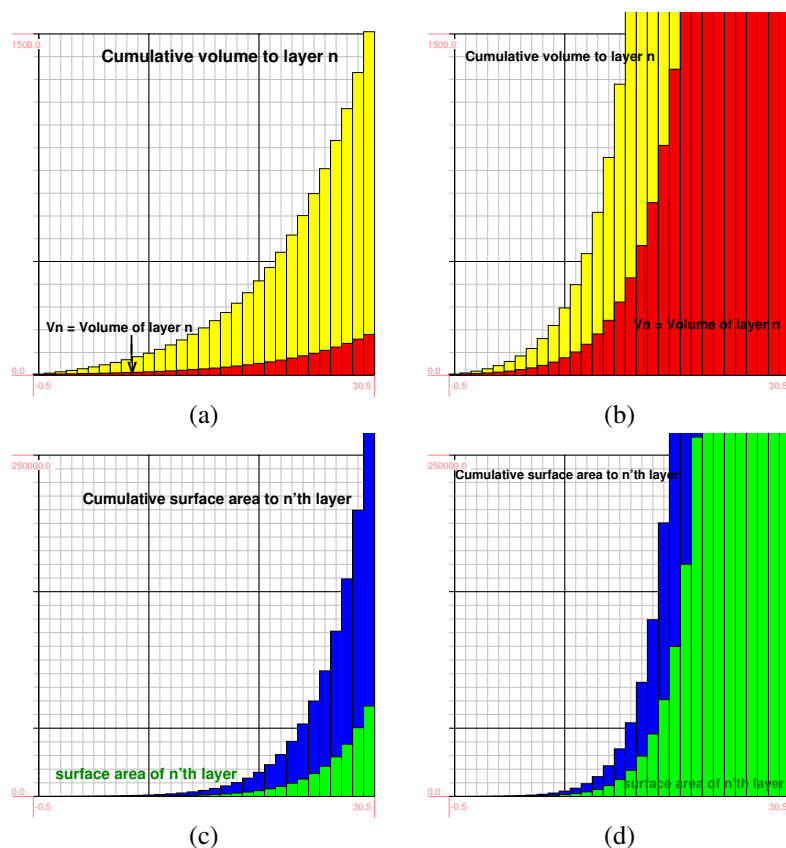 1500.0
Cumulative volume to layer n
Vn = Volume of layer n
0.0
-0.5
30.5
(a)
1500.0
Cumulative volume to layer n
Vn = Volume of layer n
0.0
-0.5
30.5
(b)
250000.0
Cumulative surface area to n'th layer
surface area of n'th layer
0.0
-0.5
30.5
(c)
250000.0
Cumulative surface area to n'th layer
surface area of n'th layer
0.0
-0.5
30.5
(d)